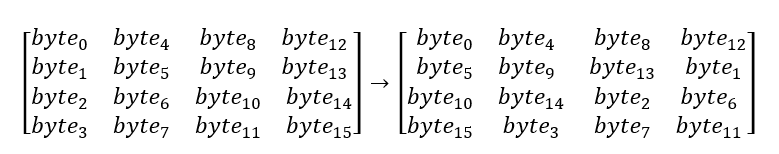 [byte₀ byte₄ byte₈ byte₁₂] → [byte₀ byte₄ byte₈ byte₁₂]
[byte₁ byte₅ byte₉ byte₁₃] [byte₅ byte₉ byte₁₃ byte₁]
[byte₂ byte₆ byte₁₀ byte₁₄] [byte₁₀ byte₁₄ byte₂ byte₆]
[byte₃ byte₇ byte₁₁ byte₁₅] [byte₁₅ byte₃ byte₇ byte₁₁]